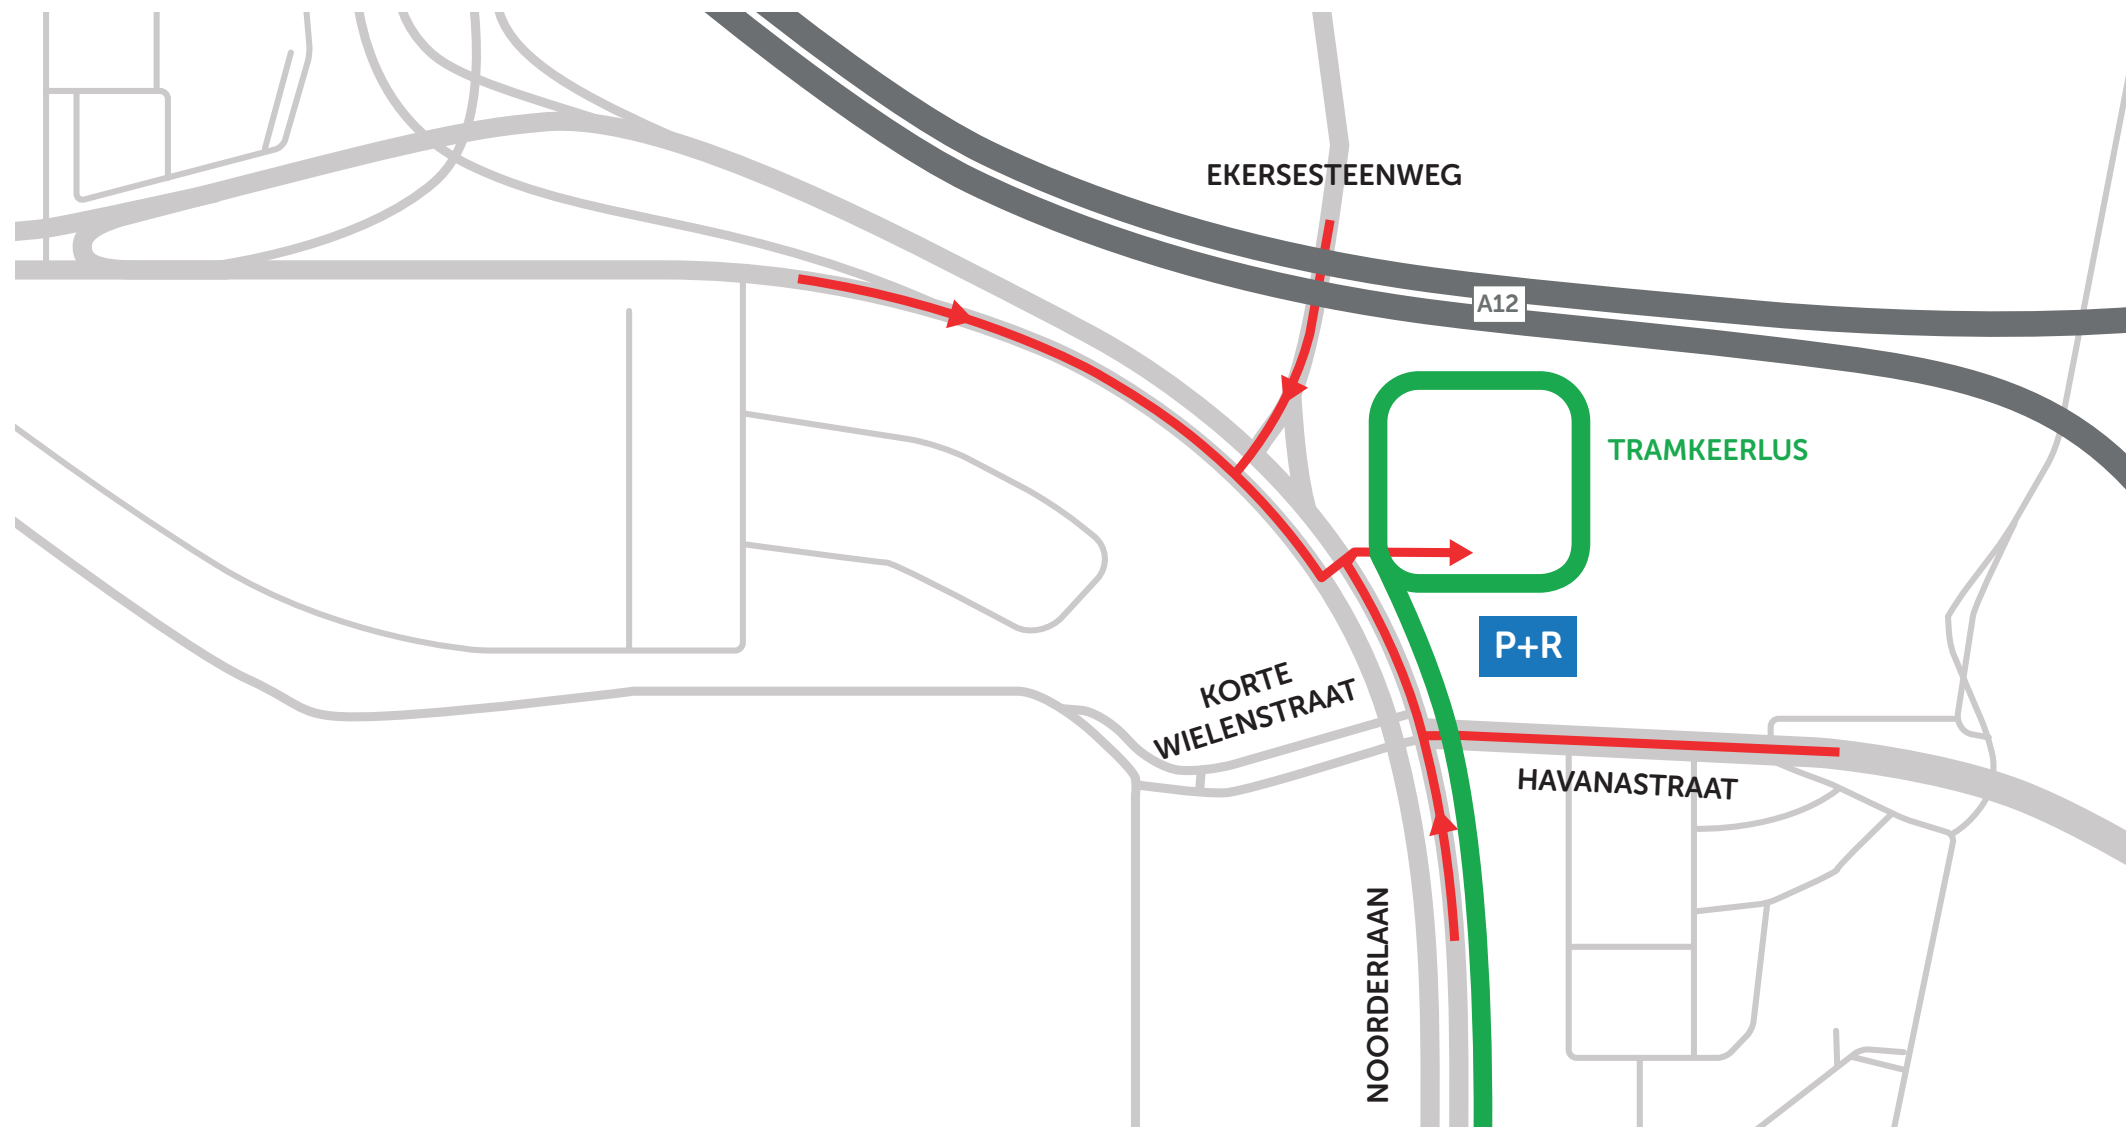 EKERSESTEENWEG
A12
TRAMKEERLUS
P+R
KORTE
WIELENSTRAAT
HAVANASTRAAT
NOORDERLAAN